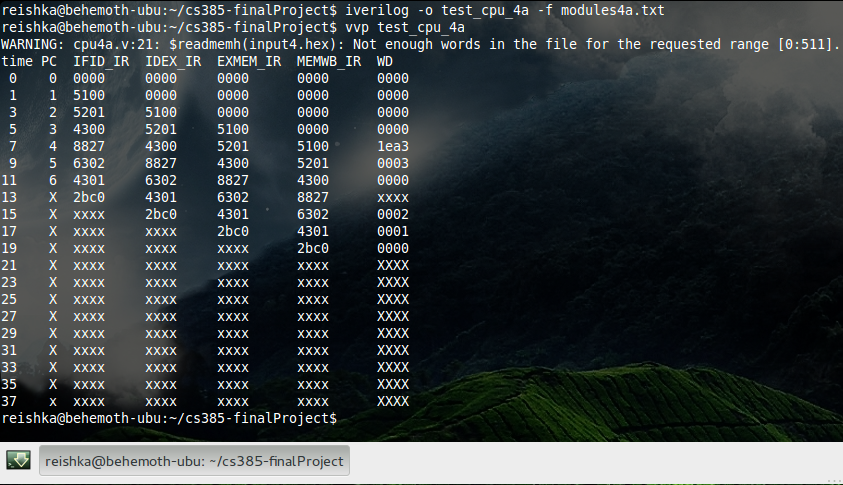 reishka@behemoth-ubu:~/cs385-finalProject$ iverilog -o test_cpu_4a -f modules4a.txt
reishka@behemoth-ubu:~/cs385-finalProject$ vvp test_cpu_4a
WARNING: cpu4a.v:21: $readmemh(input4.hex): Not enough words in the file for the requested range [0:511].
time PC  IFID_IR  IDEX_IR  EXMEM_IR  MEMWB_IR  WD
 0    0  0000     0000     0000      0000      0000
 1    1  5100     0000     0000      0000      0000
 3    2  5201     5100     0000      0000      0000
 5    3  4300     5201     5100      0000      0000
 7    4  8827     4300     5201      5100      1ea3
 9    5  6302     8827     4300      5201      0003
11    6  4301     6302     8827      4300      0000
13    X  2bc0     4301     6302      8827      xxxx
15    X  xxxx     2bc0     4301      6302      0002
17    X  xxxx     xxxx     2bc0      4301      0001
19    X  xxxx     xxxx     xxxx      2bc0      0000
21    X  xxxx     xxxx     xxxx      xxxx      XXXX
23    X  xxxx     xxxx     xxxx      xxxx      XXXX
25    X  xxxx     xxxx     xxxx      xxxx      XXXX
27    X  xxxx     xxxx     xxxx      xxxx      XXXX
29    X  xxxx     xxxx     xxxx      xxxx      XXXX
31    X  xxxx     xxxx     xxxx      xxxx      XXXX
33    X  xxxx     xxxx     xxxx      xxxx      XXXX
35    X  xxxx     xxxx     xxxx      xxxx      XXXX
37    x  xxxx     xxxx     xxxx      xxxx      XXXX
reishka@behemoth-ubu:~/cs385-finalProject$
reishka@behemoth-ubu: ~/cs385-finalProject